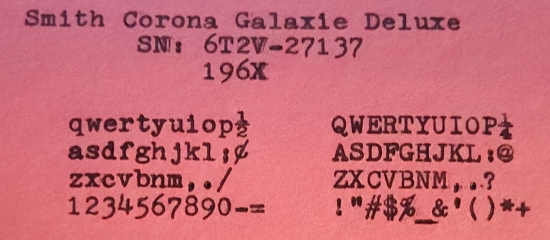 Smith Corona Galaxie Deluxe
SN: 6T2V-27137
196X
qwertyuiop½ QWERTYUIOP¼
asdfghjkl;¢ ASDFGHJKL:@
zxcvbnm,./ ZXCVBNM,.?
1234567890-= !"#$%_&'()*+